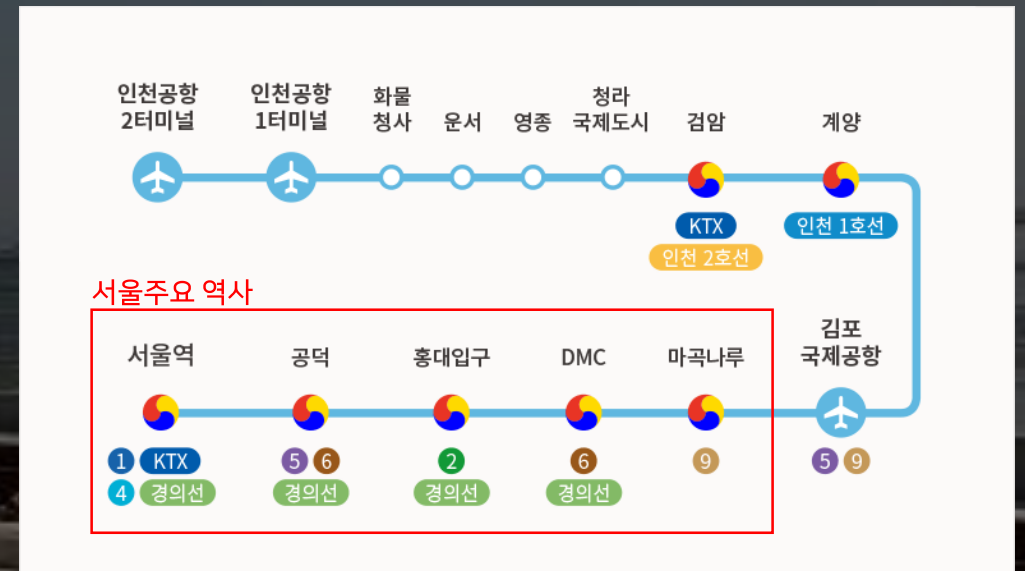 인천공항
2터미널
인천공항
1터미널
화물
청사
운서
영종
청라
국제도시
검암
계양
KTX
인천 2호선
인천 1호선
서울주요 역사
서울역
공덕
홍대입구
DMC
마곡나루
김포
국제공항
1 KTX
4 경의선
5 6
경의선
2
경의선
6
경의선
9
5 9